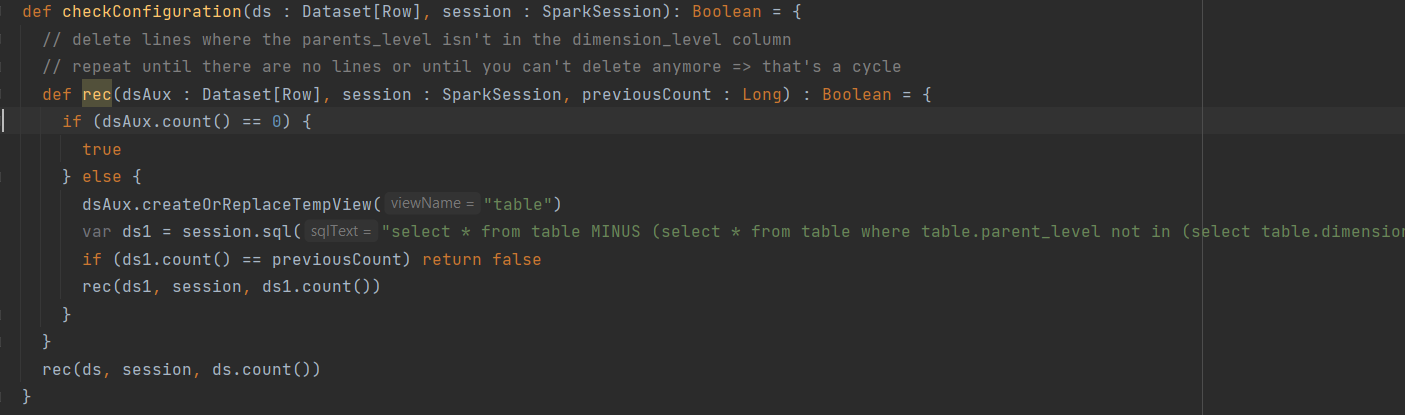 def checkConfiguration(ds : Dataset[Row], session : SparkSession): Boolean = {
// delete lines where the parents_level isn't in the dimension_level column
// repeat until there are no lines or until you can't delete anymore => that's a cycle
def rec(dsAux : Dataset[Row], session : SparkSession, previousCount : Long) : Boolean = {
if (dsAux.count() == 0) {
true
} else {
dsAux.createOrReplaceTempView( viewName = "table")
var ds1 = session.sql( sqlText = "select * from table MINUS (select * from table where table.parent_level not in (select table.dimension
if (ds1.count() == previousCount) return false
rec(ds1, session, ds1.count())
}
}
rec(ds, session, ds.count())
}